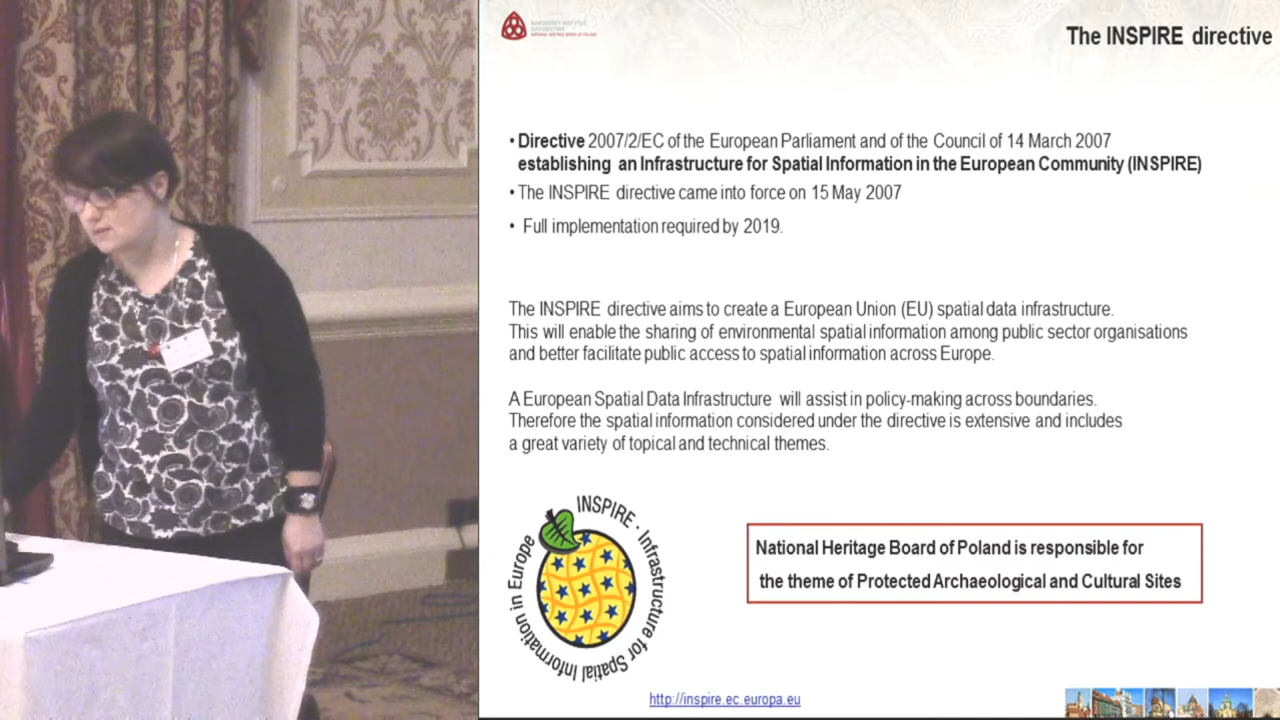 NATIONAL HERITAGE BOARD OF POLAND
The INSPIRE directive
• Directive 2007/2/EC of the European Parliament and of the Council of 14 March 2007
establishing an Infrastructure for Spatial Information in the European Community (INSPIRE)
• The INSPIRE directive came into force on 15 May 2007
• Full implementation required by 2019.
The INSPIRE directive aims to create a European Union (EU) spatial data infrastructure.
This will enable the sharing of environmental spatial information among public sector organisations
and better facilitate public access to spatial information across Europe.
A European Spatial Data Infrastructure will assist in policy-making across boundaries.
Therefore the spatial information considered under the directive is extensive and includes
a great variety of topical and technical themes.
INSPIRE · Infrastructure for Spatial Information in Europe
National Heritage Board of Poland is responsible for
the theme of Protected Archaeological and Cultural Sites
http://inspire.ec.europa.eu